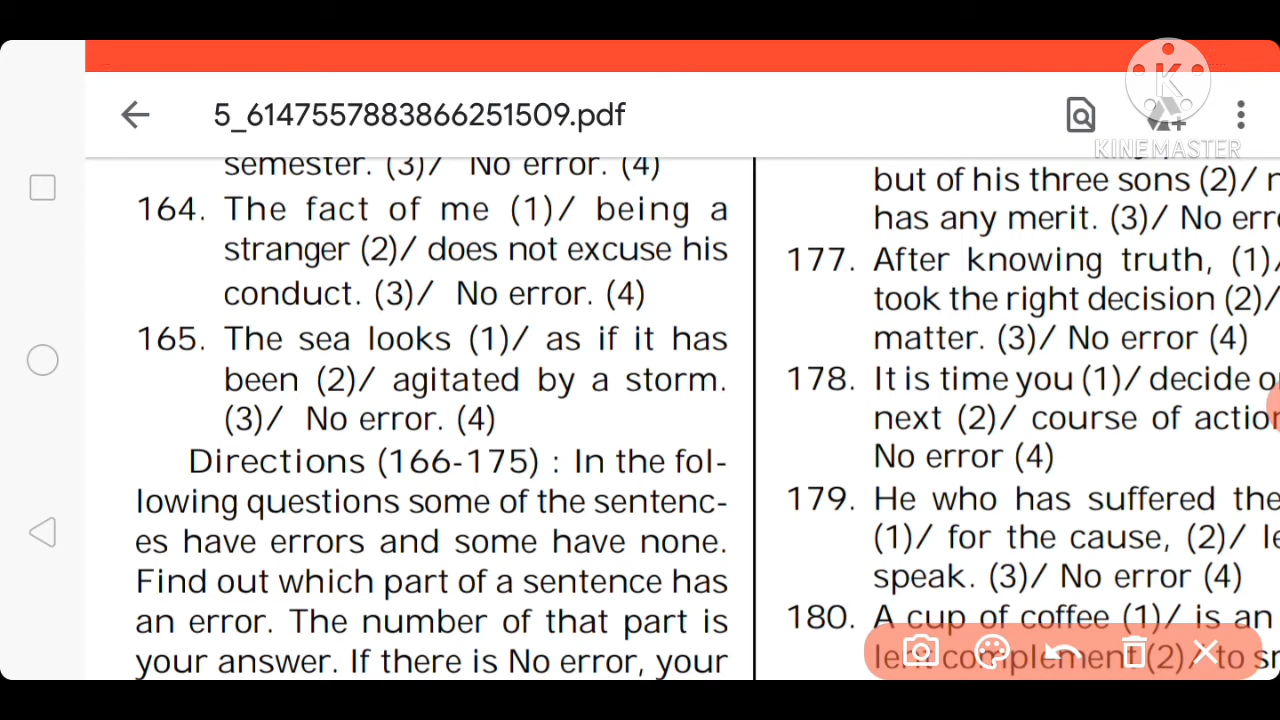 5_6147557883866251509.pdf
KINEMASTER
semester. (3)/ No error. (4)
164. The fact of me (1)/ being a
stranger (2)/ does not excuse his
conduct. (3)/ No error. (4)
165. The sea looks (1)/ as if it has
been (2)/ agitated by a storm.
(3)/ No error. (4)
Directions (166-175) : In the fol-
lowing questions some of the sentenc-
es have errors and some have none.
Find out which part of a sentence has
an error. The number of that part is
your answer. If there is No error, your
but of his three sons (2)/
has any merit. (3)/ No
177. After knowing truth, (1)/
took the right decision (2)/
matter. (3)/ No error (4)
178. It is time you (1)/ decide
next (2)/ course of action
No error (4)
179. He who has suffered the
(1)/ for the cause, (2)/
speak. (3)/ No error (4)
180. A cup of coffee (1)/ is an
complement (2)/ to